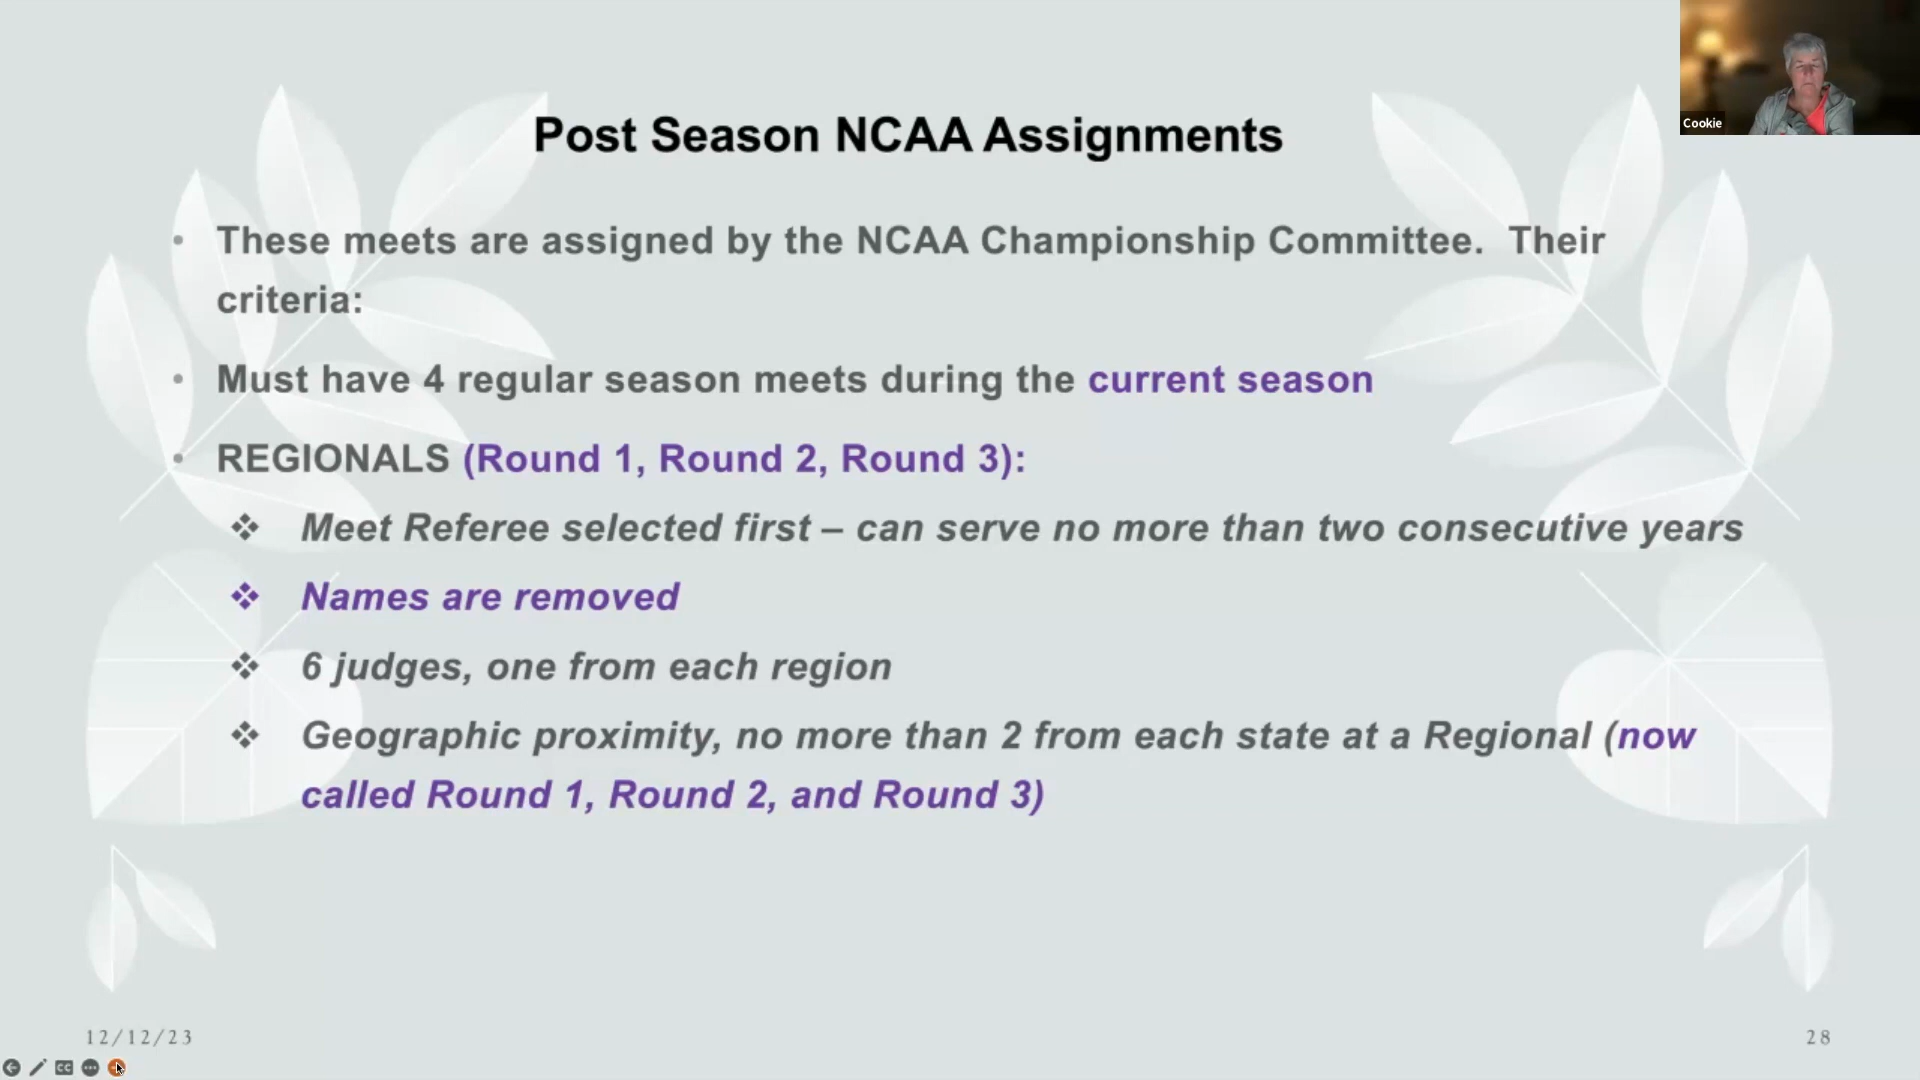 Cookie
Post Season NCAA Assignments
• These meets are assigned by the NCAA Championship Committee.  Their
criteria:
• Must have 4 regular season meets during the current season
• REGIONALS (Round 1, Round 2, Round 3):
❖ Meet Referee selected first – can serve no more than two consecutive years
❖ Names are removed
❖ 6 judges, one from each region
❖ Geographic proximity, no more than 2 from each state at a Regional (now
called Round 1, Round 2, and Round 3)
12/12/23
28
CC